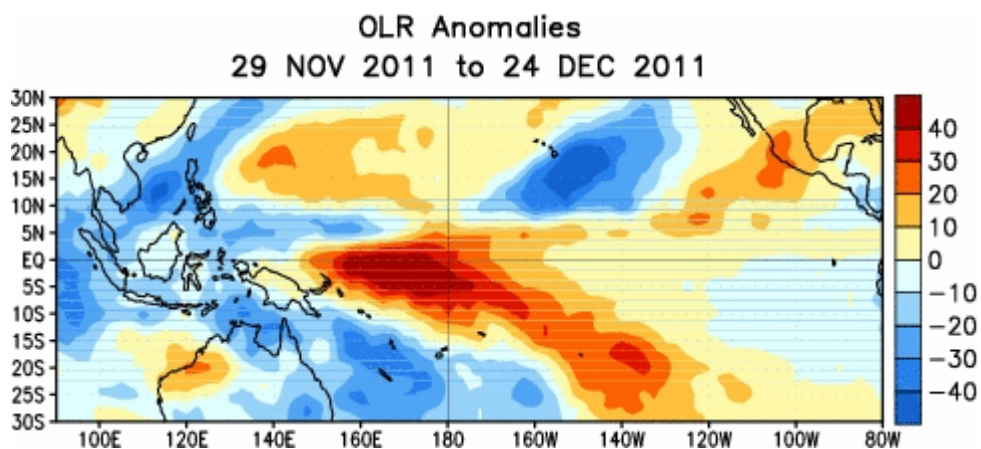 OLR Anomalies
29 NOV 2011 to 24 DEC 2011
30N
25N
20N
15N
10N
5N
EQ
5S
10S
15S
20S
25S
30S
100E 120E 140E 160E 180 160W 140W 120W 100W 80W
40
30
20
10
0
−10
−20
−30
−40